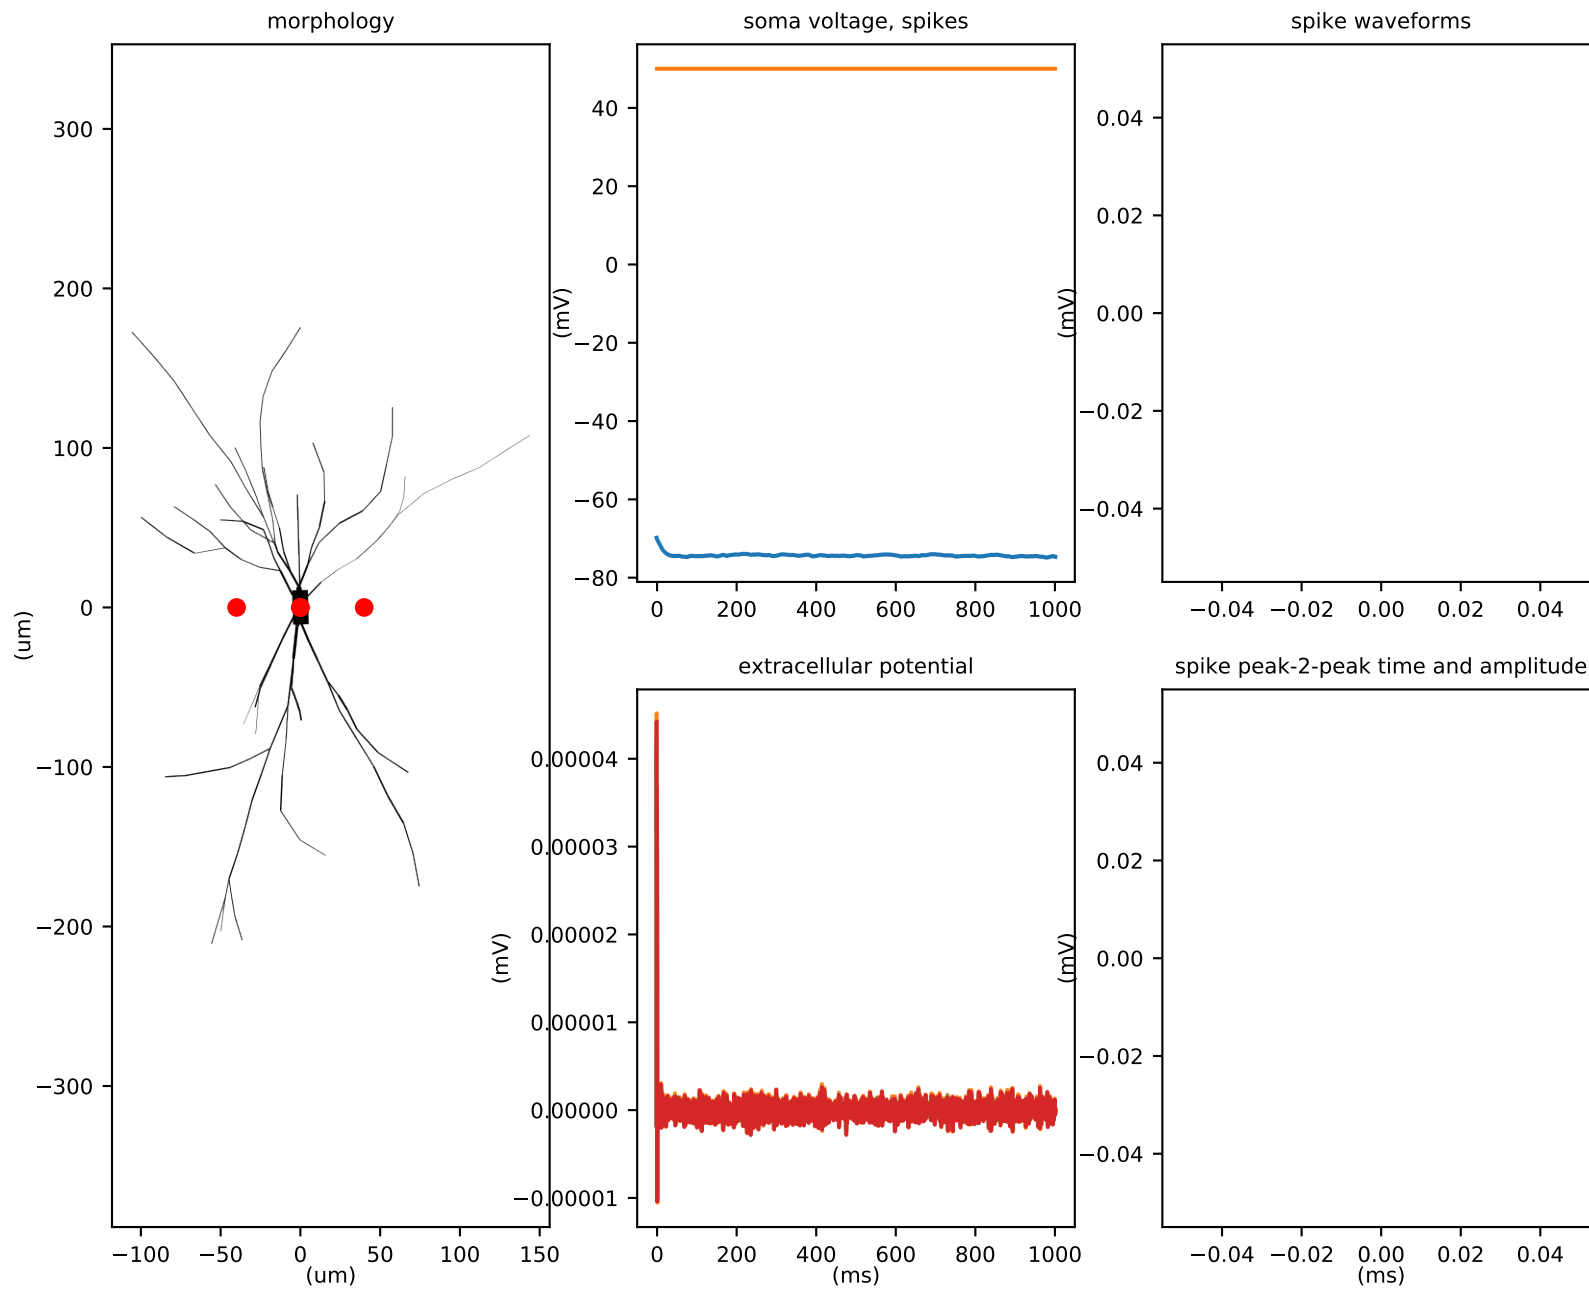 morphology
300
200
100
0
−100
−200
−300
(um)
−100 −50 0 50 100 150
(um)
soma voltage, spikes
40
20
0
−20
−40
−60
−80
(mV)
0 200 400 600 800 1000
spike waveforms
0.04
0.02
0.00
−0.02
−0.04
(mV)
−0.04 −0.02 0.00 0.02 0.04
extracellular potential
0.00004
0.00003
0.00002
0.00001
0.00000
−0.00001
(mV)
0 200 400 600 800 1000
(ms)
spike peak-2-peak time and amplitude
0.04
0.02
0.00
−0.02
−0.04
(mV)
−0.04 −0.02 0.00 0.02 0.04
(ms)